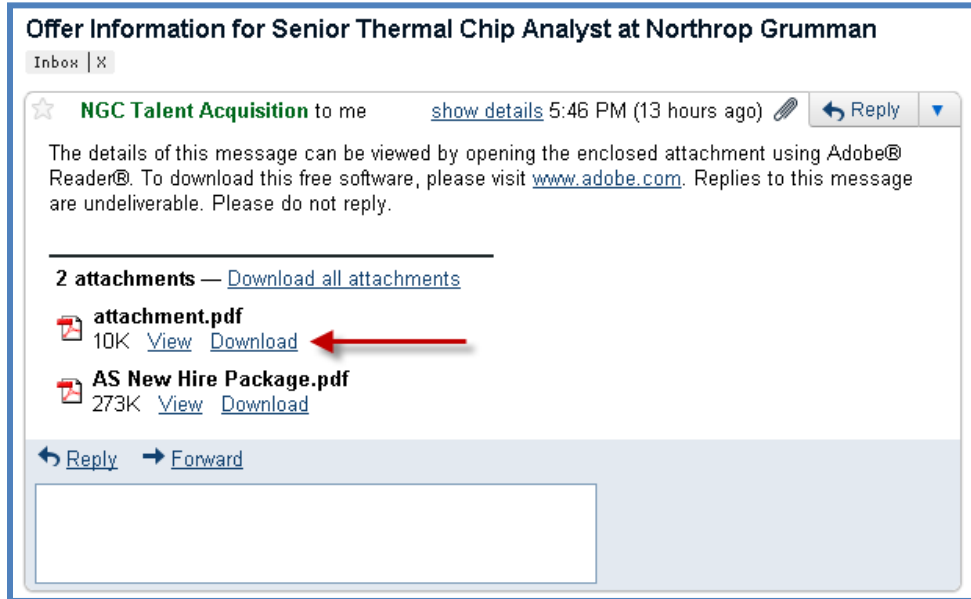 Offer Information for Senior Thermal Chip Analyst at Northrop Grumman
Inbox | X
NGC Talent Acquisition to me show details 5:46 PM (13 hours ago) Reply
The details of this message can be viewed by opening the enclosed attachment using Adobe®
Reader®. To download this free software, please visit www.adobe.com. Replies to this message
are undeliverable. Please do not reply.
2 attachments — Download all attachments
attachment.pdf
10K View Download
AS New Hire Package.pdf
273K View Download
Reply Forward